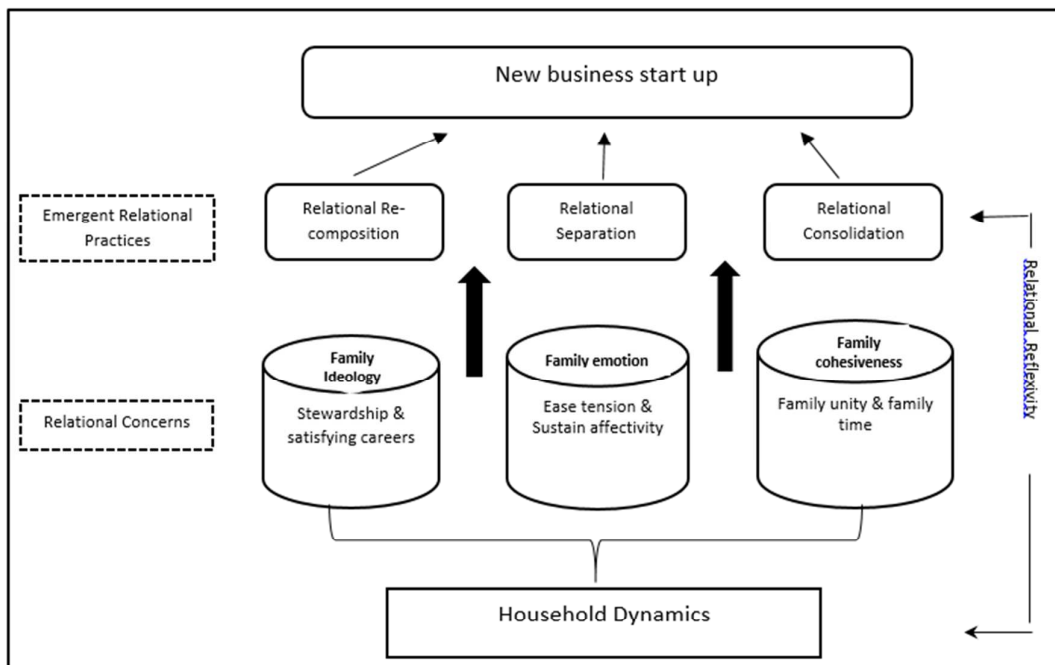 New business start up
Emergent Relational
Practices
Relational Re-
composition
Relational
Separation
Relational
Consolidation
Relational Reflexivity
Family
Ideology
Family emotion
Family
cohesiveness
Relational Concerns
Stewardship &
satisfying careers
Ease tension &
Sustain affectivity
Family unity & family
time
Household Dynamics